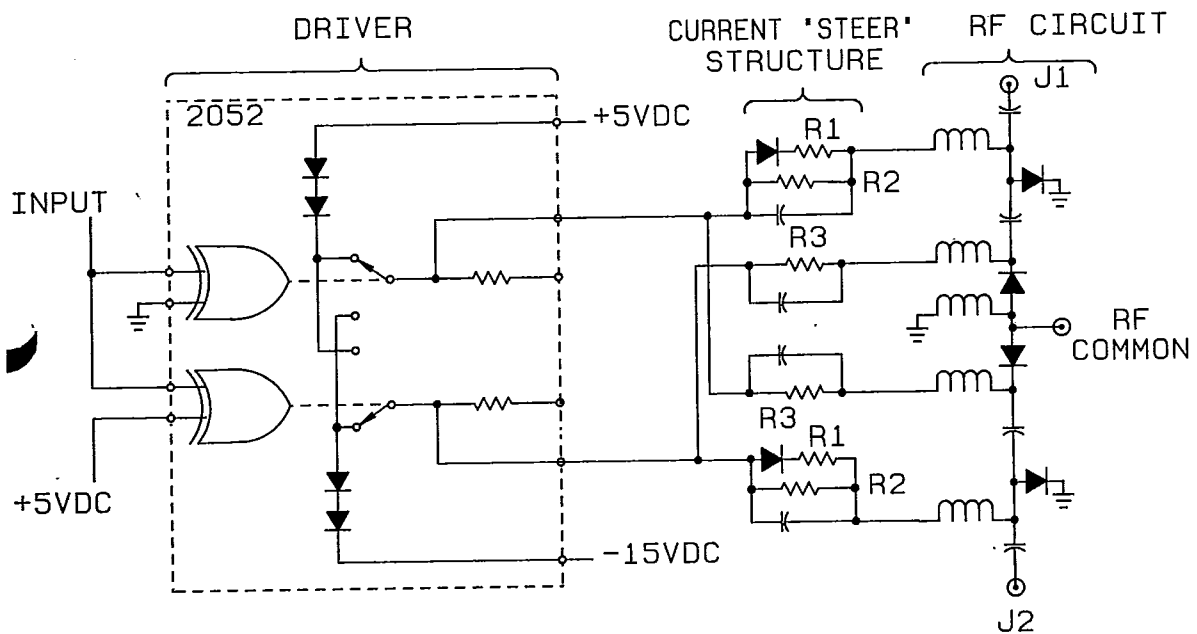 DRIVER
CURRENT "STEER"
STRUCTURE
RF CIRCUIT
J1
2052
+5VDC
R1
R2
INPUT
R3
RF
COMMON
R3
R1
R2
+5VDC
-15VDC
J2